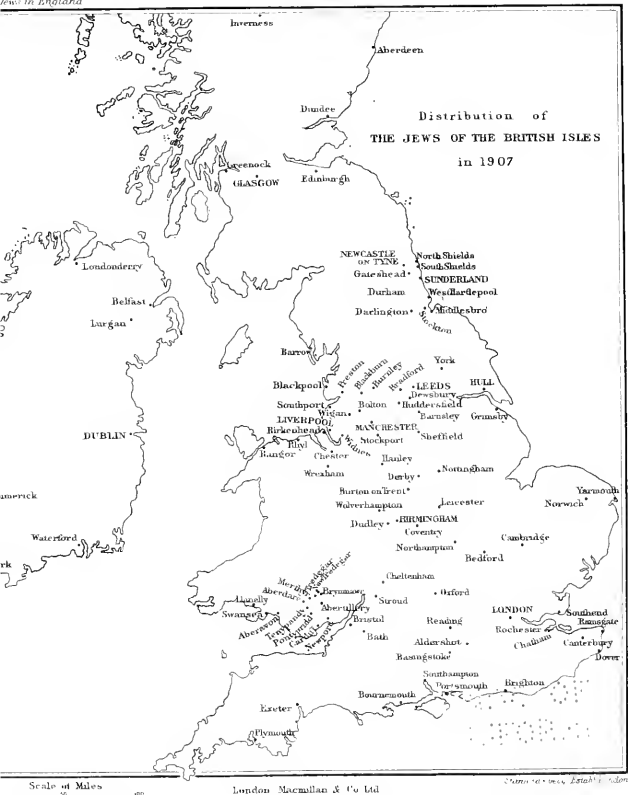 Jews in England
Distribution of
THE JEWS OF THE BRITISH ISLES
in 1907
Inverness
Aberdeen
Dundee
Greenock
GLASGOW
Edinburgh
Londonderry
Belfast
Lurgan
DUBLIN
Waterford
NEWCASTLE
ON TYNE
North Shields
South Shields
Gateshead
SUNDERLAND
Durham
West Hardepool
Darlington
Stockton
Middlesbro
Barrow
York
Blackpool
Preston
Blackburn
Burnley
Bradford
LEEDS
HULL
Dewsbury
Southport
Wigan
Bolton
Huddersfield
Barnsley
Grimsby
LIVERPOOL
Birkenhead
MANCHESTER
Stockport
Sheffield
Widnes
Rhyl
Bangor
Chester
Wrexham
Hanley
Derby
Nottingham
Burton on Trent
Wolverhampton
Leicester
Norwich
Yarmouth
Dudley
BIRMINGHAM
Coventry
Northampton
Cambridge
Bedford
Cheltenham
Merthyr
Tredegar
Brynmawr
Aberdare
Abertillery
Llanelly
Swansea
Aberavon
Tonypandy
Pontypridd
Cardiff
Newport
Stroud
Oxford
Bristol
Bath
Reading
LONDON
Southend
Ramsgate
Rochester
Chatham
Canterbury
Dover
Aldershot
Basingstoke
Southampton
Portsmouth
Brighton
Bournemouth
Exeter
Plymouth
Scale of Miles
London Macmillan & Co Ltd